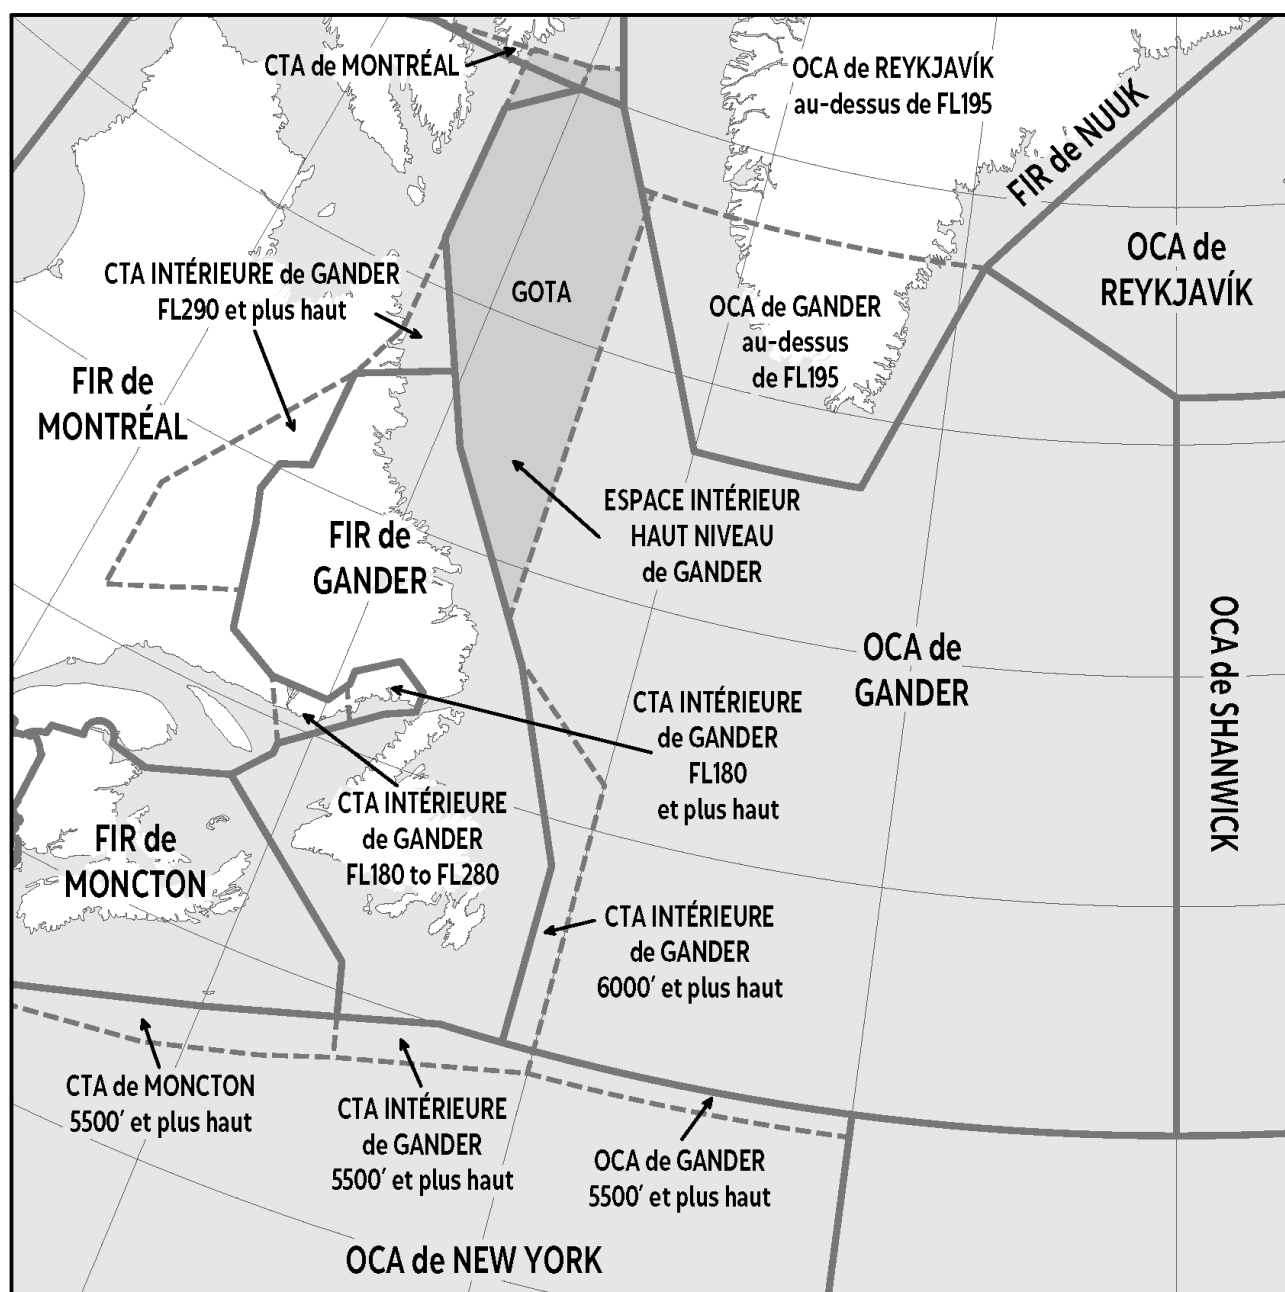 CTA de MONTRÉAL
OCA de REYKJAVÍK
au-dessus de FL195
FIR de NUUK
OCA de
REYKJAVÍK
CTA INTÉRIEURE de GANDER
FL290 et plus haut
GOTA
OCA de GANDER
au-dessus
de FL195
FIR de
MONTRÉAL
ESPACE INTÉRIEUR
HAUT NIVEAU
de GANDER
FIR de
GANDER
OCA de
GANDER
OCA de SHANWICK
CTA INTÉRIEURE
de GANDER
FL180
et plus haut
CTA INTÉRIEURE
de GANDER
FL180 to FL280
FIR de
MONCTON
CTA INTÉRIEURE
de GANDER
6000′ et plus haut
CTA de MONCTON
5500′ et plus haut
CTA INTÉRIEURE
de GANDER
5500′ et plus haut
OCA de GANDER
5500′ et plus haut
OCA de NEW YORK